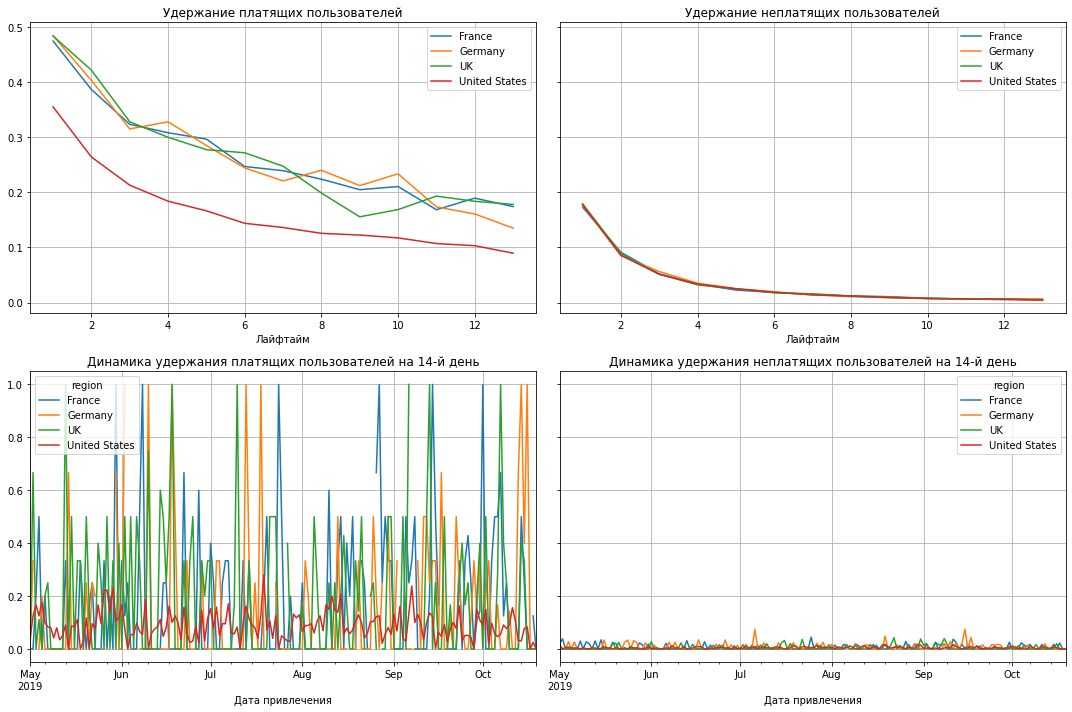 Удержание платящих пользователей
0.5
0.4
0.3
0.2
0.1
0.0
2 4 6 8 10 12
Лайфтайм
France
Germany
UK
United States
Удержание неплатящих пользователей
2 4 6 8 10 12
Лайфтайм
France
Germany
UK
United States
Динамика удержания платящих пользователей на 14-й день
1.0
0.8
0.6
0.4
0.2
0.0
May Jun Jul Aug Sep Oct
2019
Дата привлечения
region
France
Germany
UK
United States
Динамика удержания неплатящих пользователей на 14-й день
May Jun Jul Aug Sep Oct
2019
Дата привлечения
region
France
Germany
UK
United States